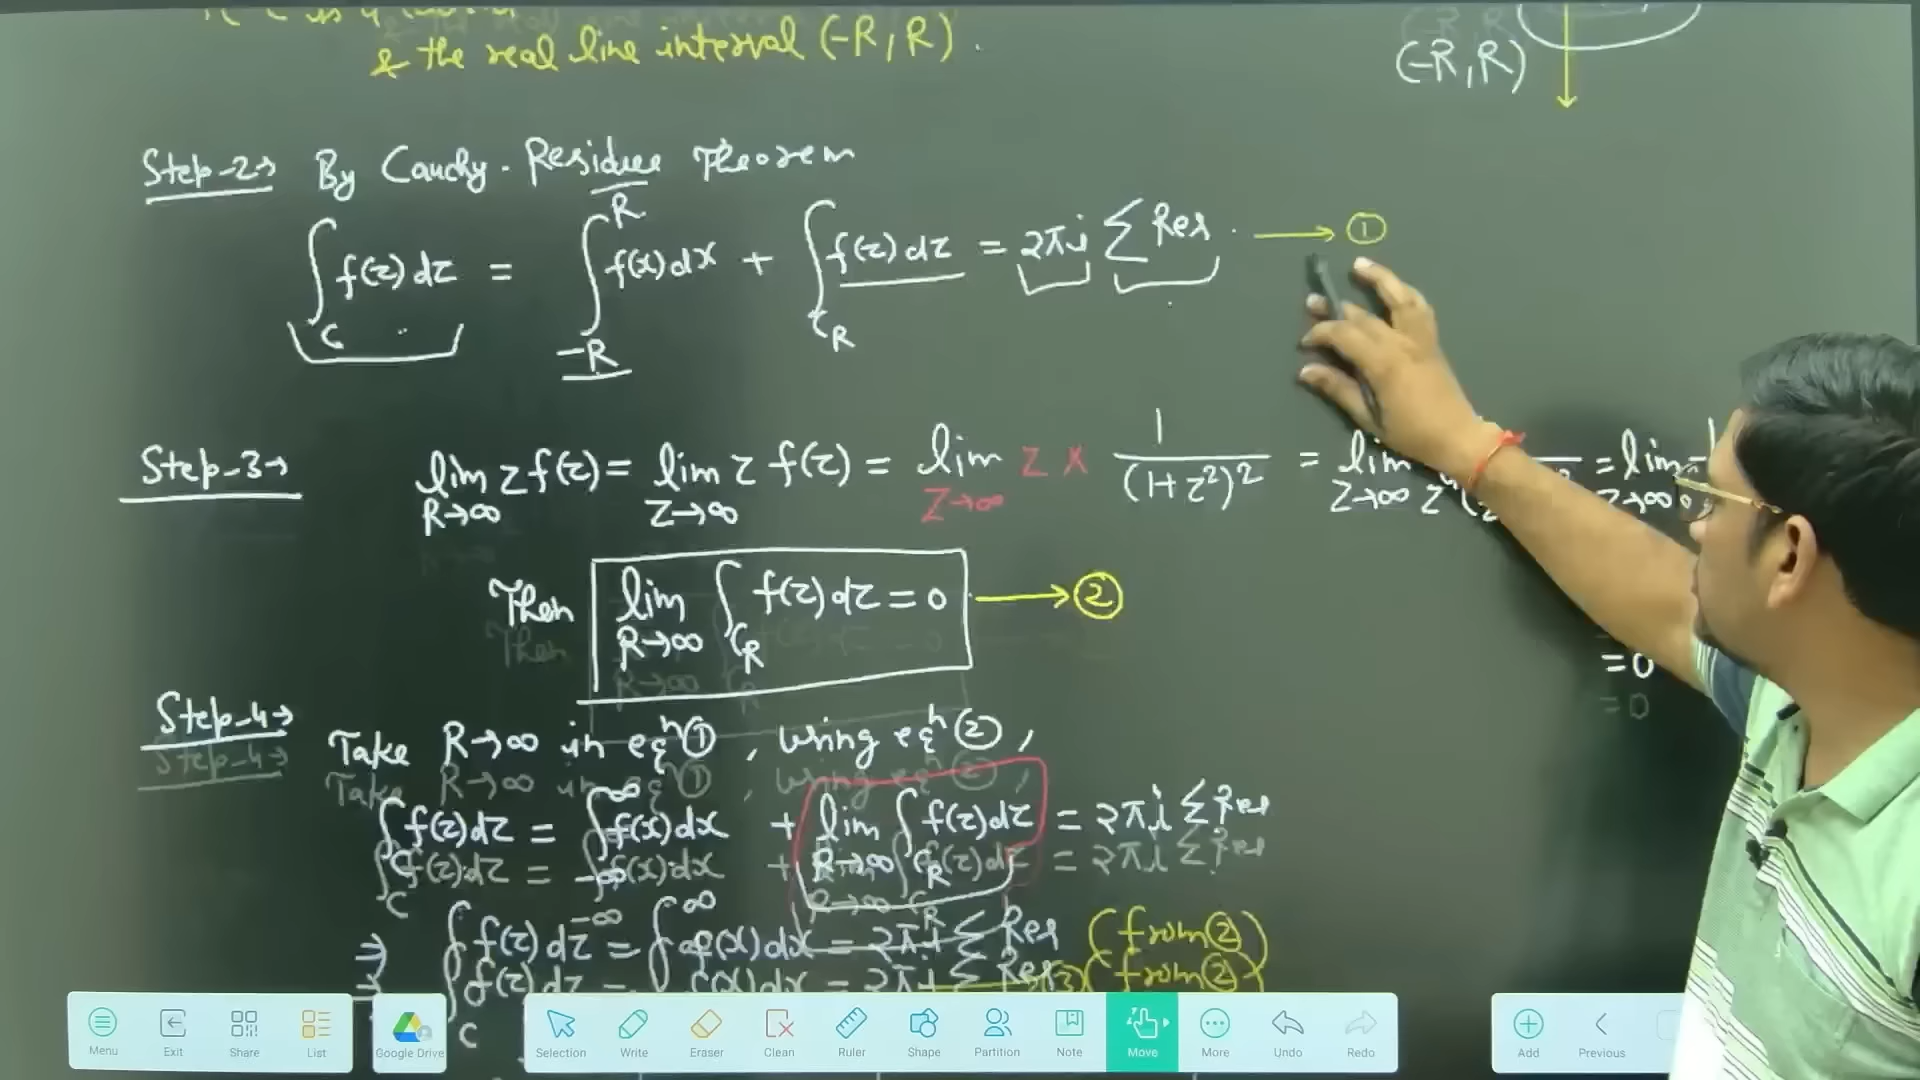 & the real line interval (-R, R).
(-R, R)
Step-2→ By Cauchy-Residue Theorem
∫_C f(z) dz = ∫_{-R}^{R} f(x) dx + ∫_{C_R} f(z) dz = 2πi Σ Res. → ①
Step-3→ lim_{R→∞} z f(z) = lim_{z→∞} z f(z) = lim_{z→∞} z × 1/(1+z²)² = lim_{z→∞} = lim_{z→∞}
= 0
Then lim_{R→∞} ∫_{C_R} f(z) dz = 0 → ②
Step-4→
Take R→∞ in eqⁿ ①, using eqⁿ ②,
∫_C f(z) dz = ∫_{-∞}^{∞} f(x) dx + lim_{R→∞} ∫_{C_R} f(z) dz = 2πi Σ Res
⇒ ∫_C f(z) dz = ∫_{-∞}^{∞} f(x) dx = 2πi Σ Res (from ②)
Menu Exit Share List Google Drive Selection Write Eraser Clean Ruler Shape Partition Note Move More Undo Redo Add Previous